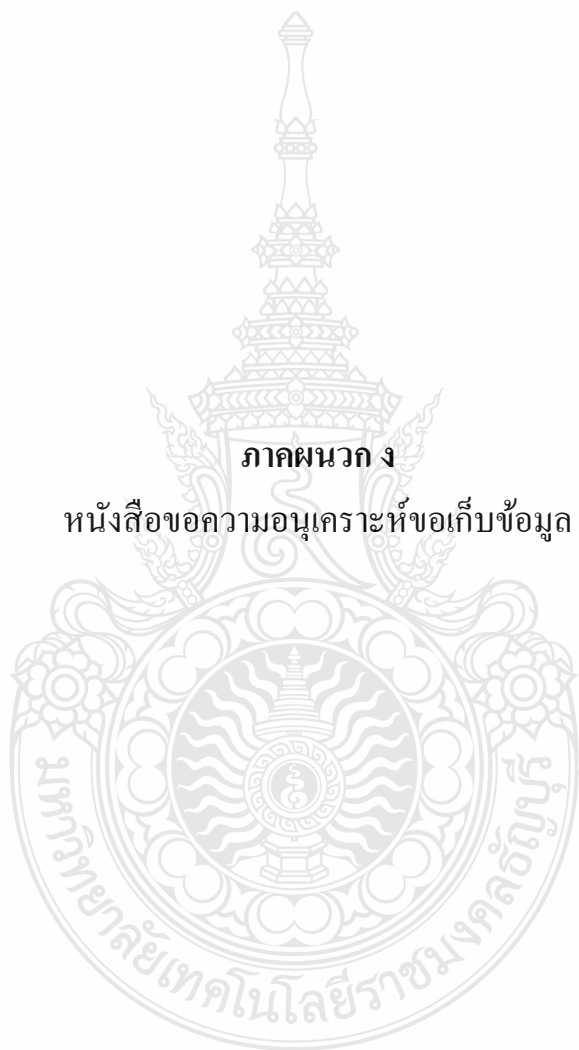 ภาคผนวก ง
หนังสือขอความอนุเคราะห์ขอเก็บข้อมูล
มหาวิทยาลัยเทคโนโลยีราชมงคลธัญบุรี